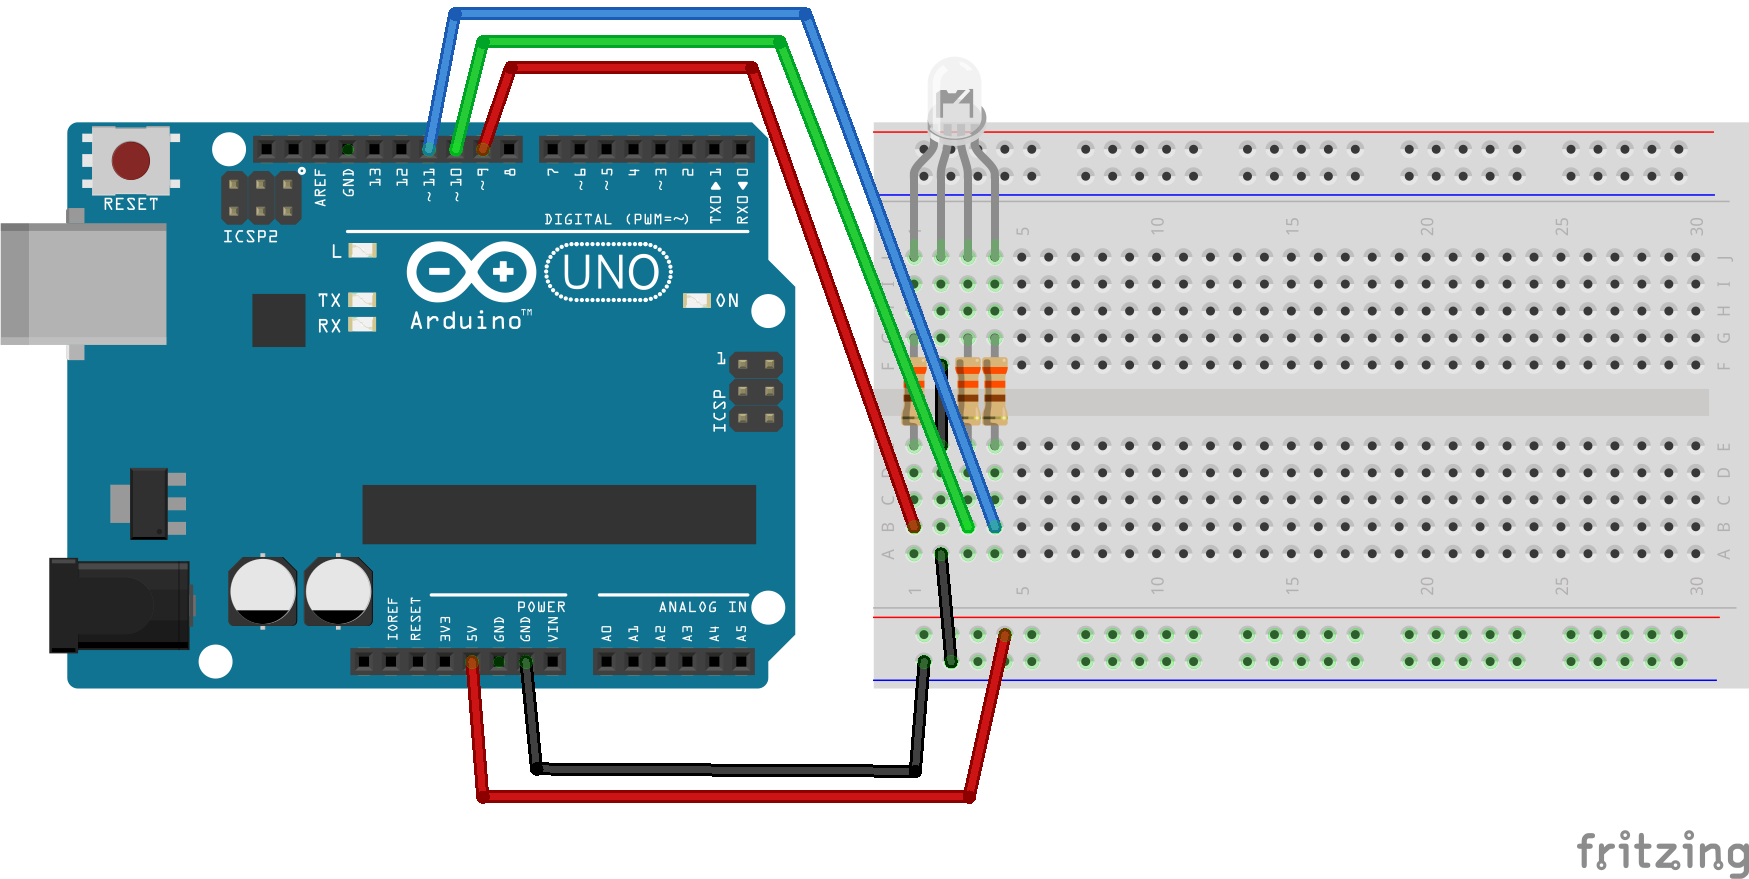 RESET
ICSP2
AREF
GND
13
12
~11
~10
~9
8
7
~6
~5
4
~3
2
TX0▶1
RX0◀0
DIGITAL (PWM=~)
L
TX
RX
Arduino™
UNO
ON
1
ICSP
IOREF
RESET
3V3
5V
GND
GND
VIN
POWER
ANALOG IN
A0
A1
A2
A3
A4
A5
1 5 10 15 20 25 30
J J
I I
H
G G
F F
E
D D
C C
B B
A A
1 5 10 15 20 25 30
fritzing